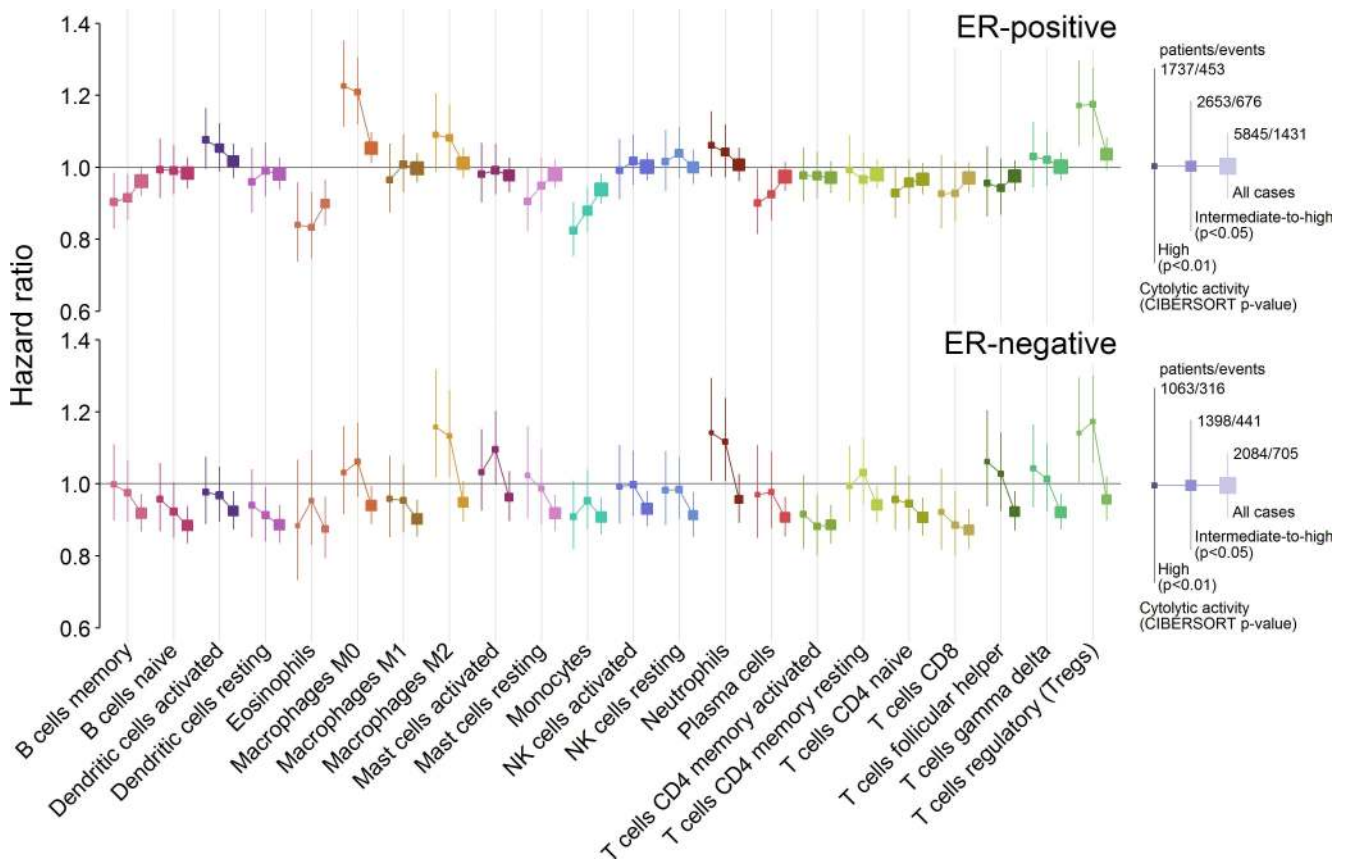 ER-positive
Hazard ratio
1.4
1.2
1.0
0.8
0.6
patients/events
1737/453
2653/676
5845/1431
All cases
Intermediate-to-high
(p<0.05)
High
(p<0.01)
Cytolytic activity
(CIBERSORT p-value)
ER-negative
1.4
1.2
1.0
0.8
0.6
patients/events
1063/316
1398/441
2084/705
All cases
Intermediate-to-high
(p<0.05)
High
(p<0.01)
Cytolytic activity
(CIBERSORT p-value)
B cells memory
B cells naive
Dendritic cells activated
Dendritic cells resting
Eosinophils
Macrophages M0
Macrophages M1
Macrophages M2
Mast cells activated
Mast cells resting
Monocytes
NK cells activated
NK cells resting
Neutrophils
Plasma cells
T cells CD4 memory activated
T cells CD4 memory resting
T cells CD4 naive
T cells CD8
T cells follicular helper
T cells gamma delta
T cells regulatory (Tregs)